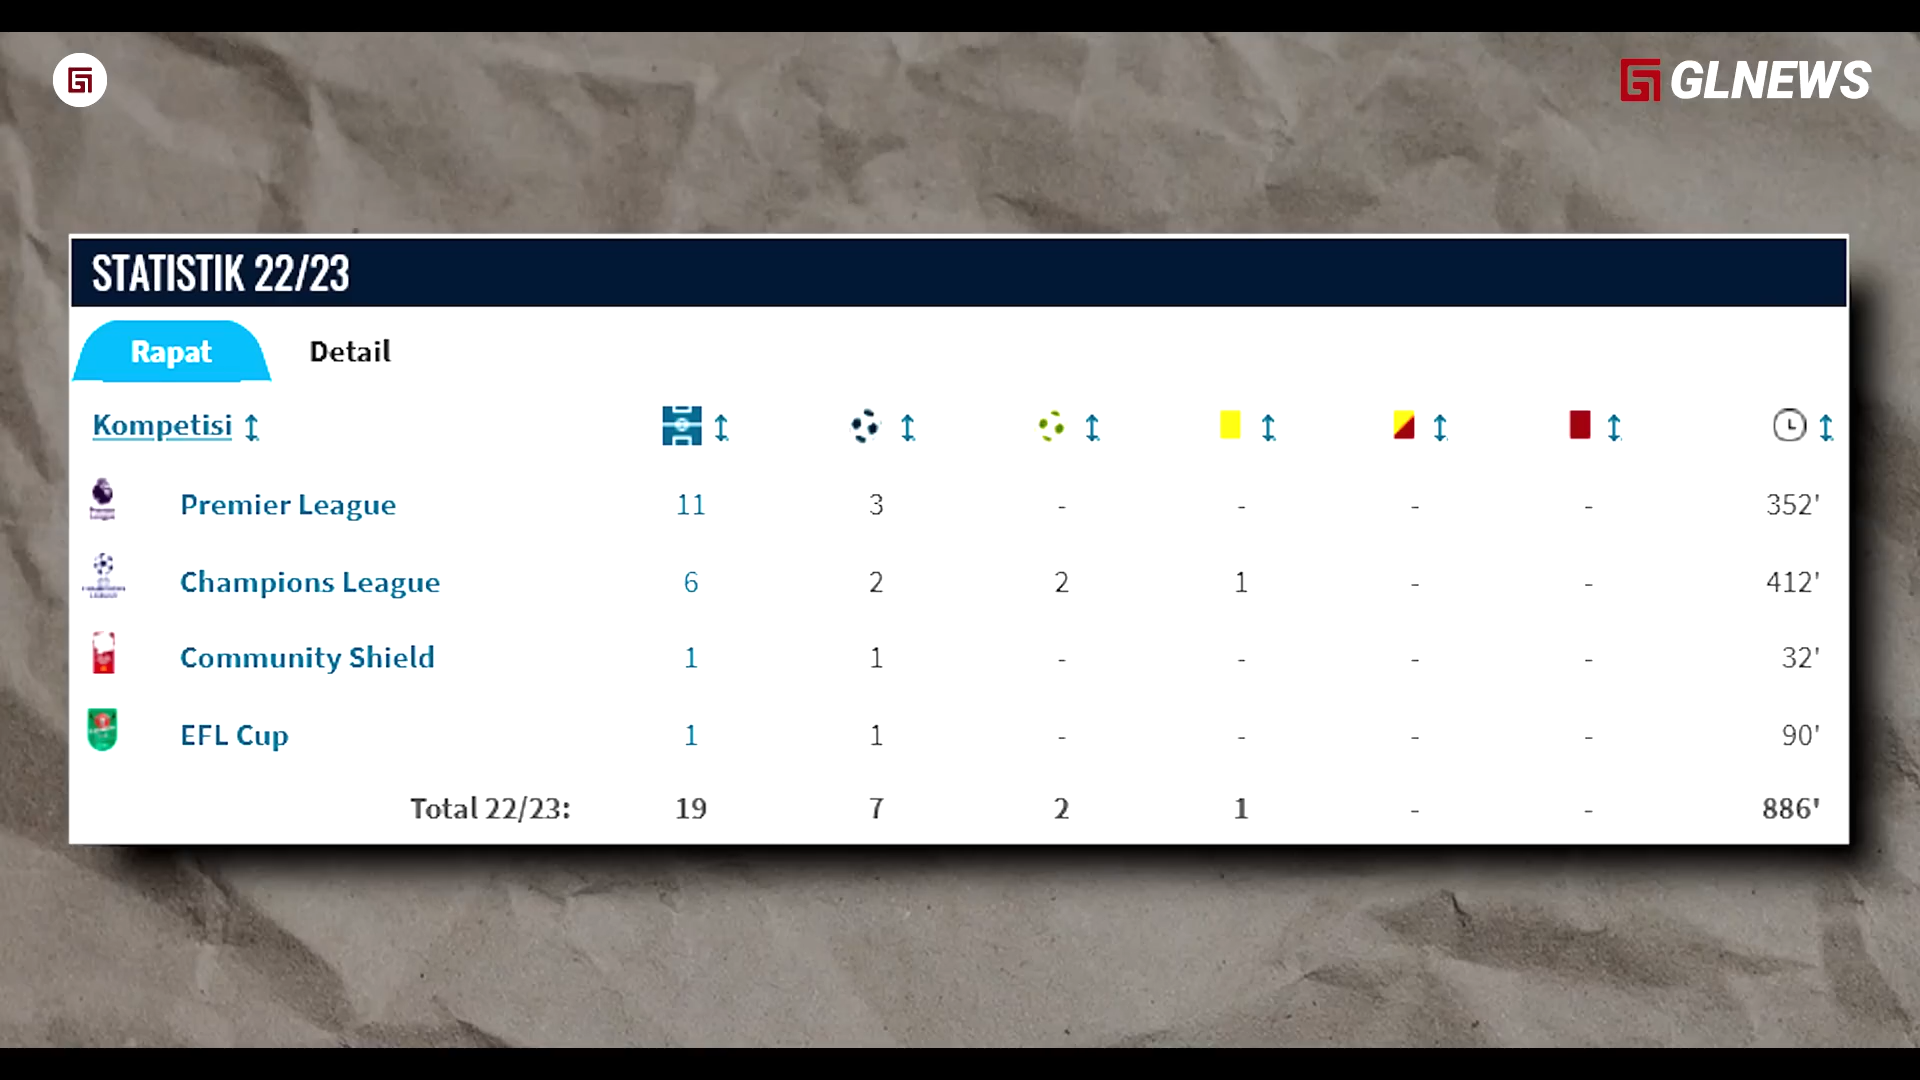 GLNEWS
STATISTIK 22/23
Rapat Detail
Kompetisi
Premier League 11 3 - - - - 352'
Champions League 6 2 2 1 - - 412'
Community Shield 1 1 - - - - 32'
EFL Cup 1 1 - - - - 90'
Total 22/23: 19 7 2 1 - - 886'